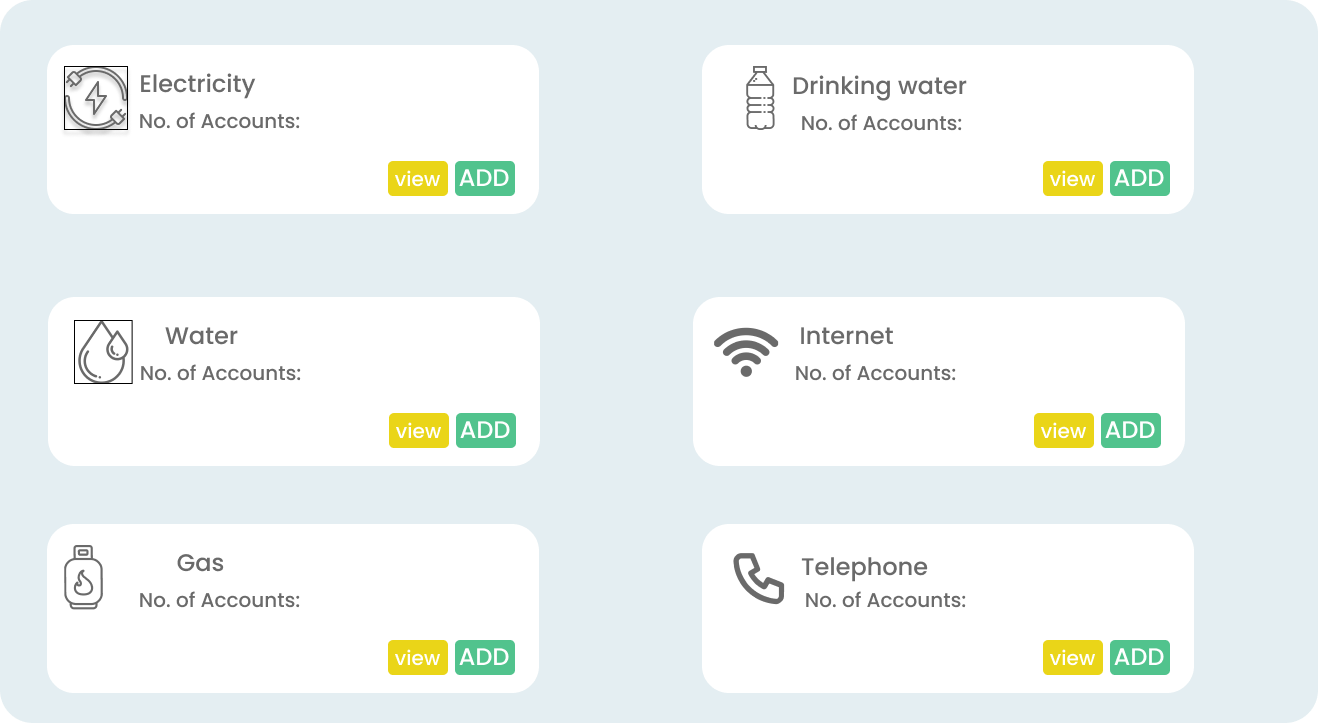 Electricity
No. of Accounts:
view ADD
Drinking water
No. of Accounts:
view ADD
Water
No. of Accounts:
view ADD
Internet
No. of Accounts:
view ADD
Gas
No. of Accounts:
view ADD
Telephone
No. of Accounts:
view ADD